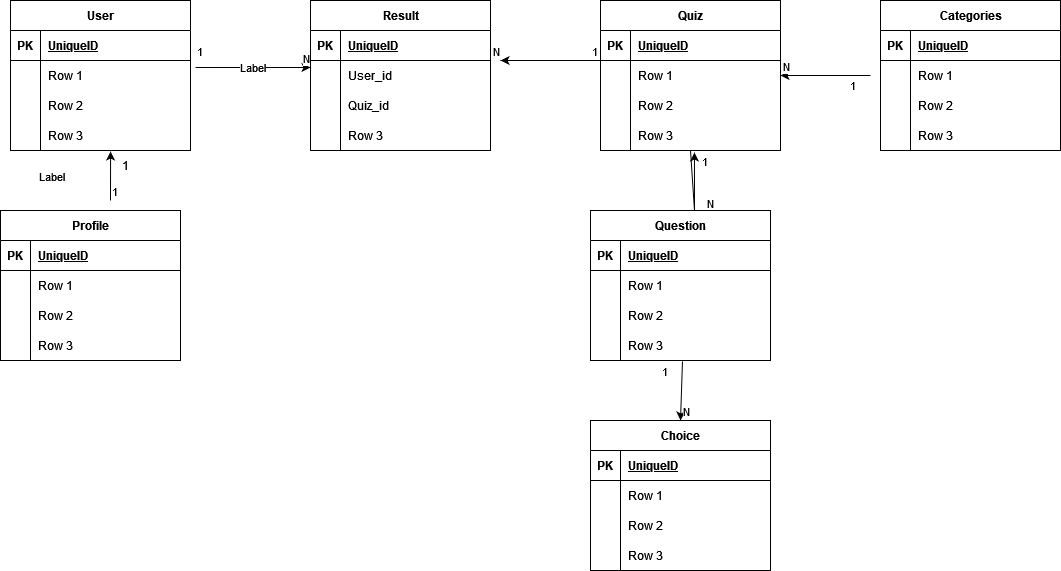 User
PK UniqueID
Row 1
Row 2
Row 3
1
Label
N
Result
PK UniqueID
User_id
Quiz_id
Row 3
N
1
Quiz
PK UniqueID
Row 1
Row 2
Row 3
N
1
Categories
PK UniqueID
Row 1
Row 2
Row 3
1
Label
1
Profile
PK UniqueID
Row 1
Row 2
Row 3
1
N
Question
PK UniqueID
Row 1
Row 2
Row 3
1
N
Choice
PK UniqueID
Row 1
Row 2
Row 3